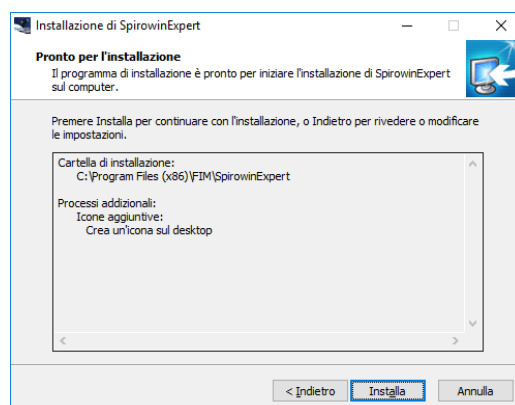 Installazione di SpirowinExpert
Pronto per l'installazione
Il programma di installazione è pronto per iniziare l'installazione di SpirowinExpert
sul computer.
Premere Installa per continuare con l'installazione, o Indietro per rivedere o modificare
le impostazioni.
Cartella di installazione:
C:\Program Files (x86)\FIM\SpirowinExpert
Processi addizionali:
Icone aggiuntive:
Crea un'icona sul desktop
< Indietro
Installa
Annulla